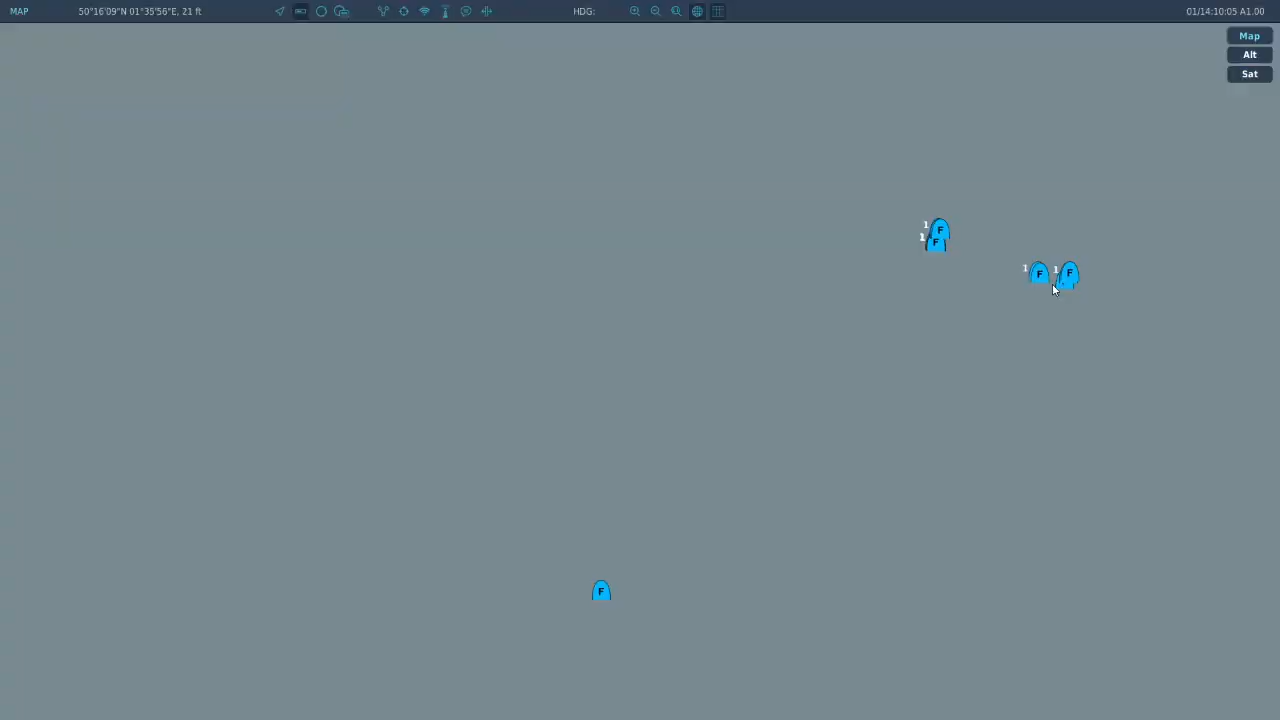 MAP 50°16'09"N 01°35'56"E, 21 ft HDG: 01/14:10:05 A1.00
Map
Alt
Sat
1 F
1 F
1 F
1 F
F